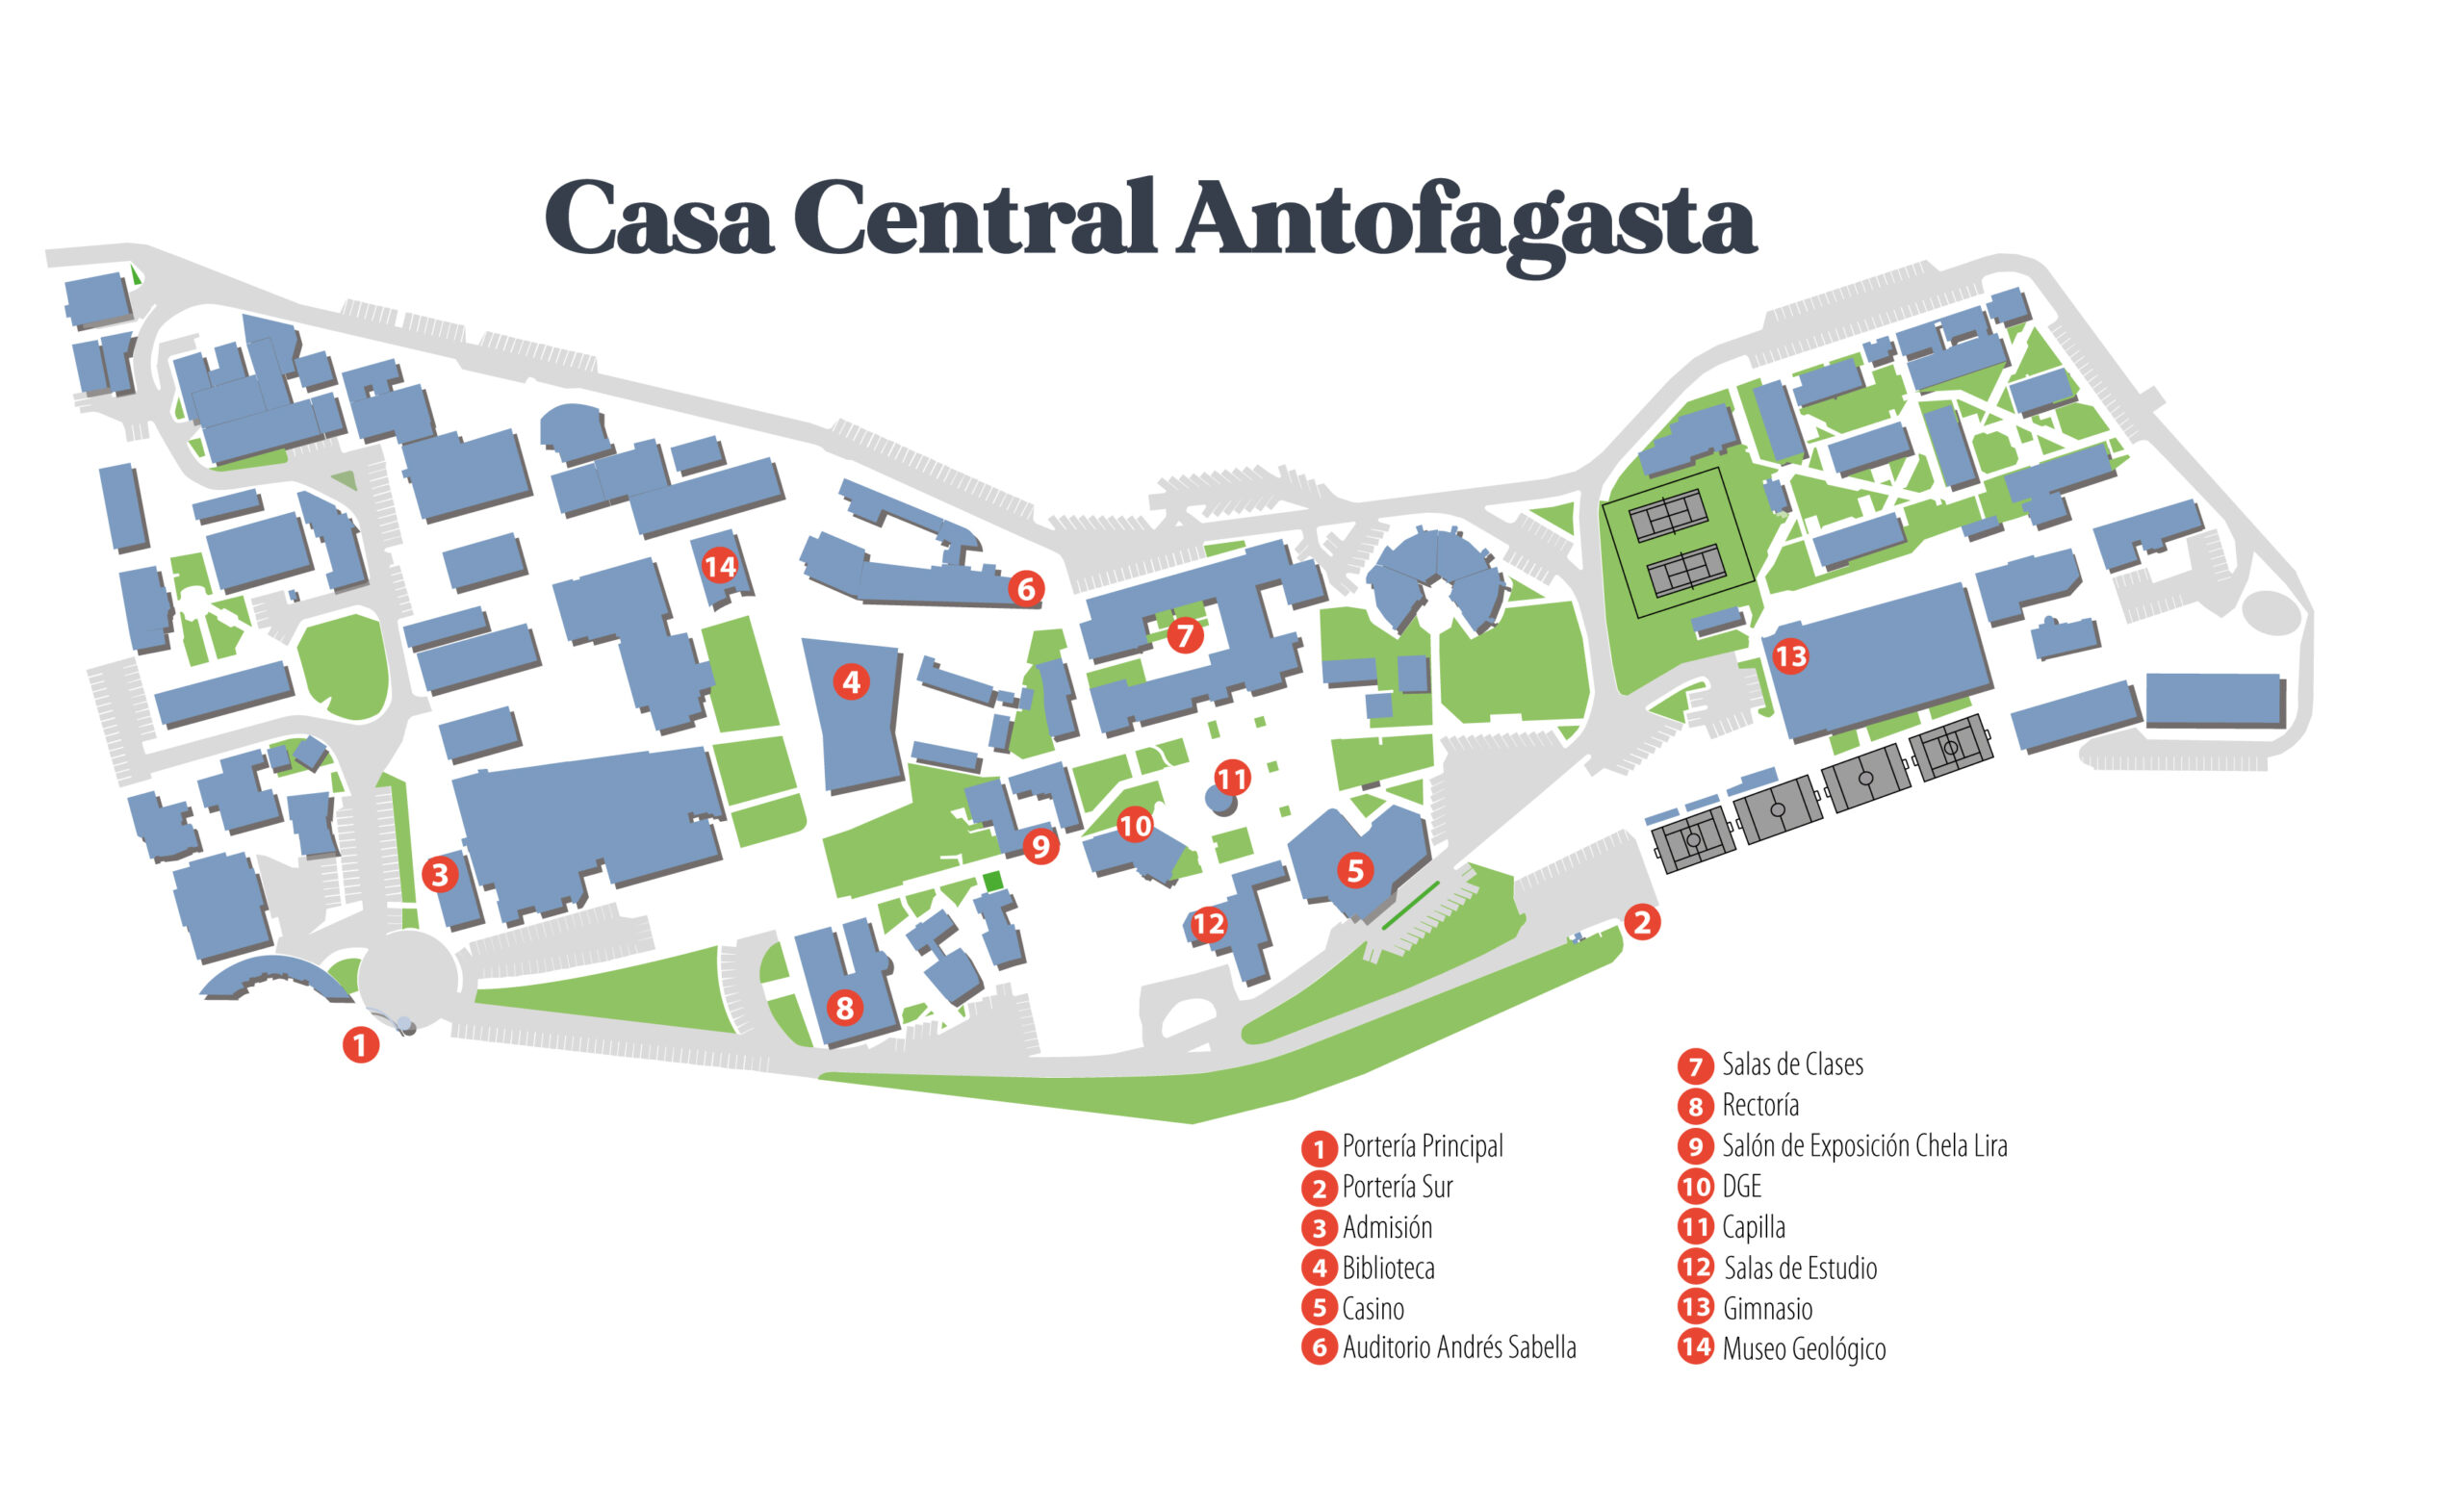 Casa Central Antofagasta
14
6
7
4
13
11
10
9
3
5
12
2
8
1
1 Portería Principal
2 Portería Sur
3 Admisión
4 Biblioteca
5 Casino
6 Auditorio Andrés Sabella
7 Salas de Clases
8 Rectoría
9 Salón de Exposición Chela Lira
10 DGE
11 Capilla
12 Salas de Estudio
13 Gimnasio
14 Museo Geológico